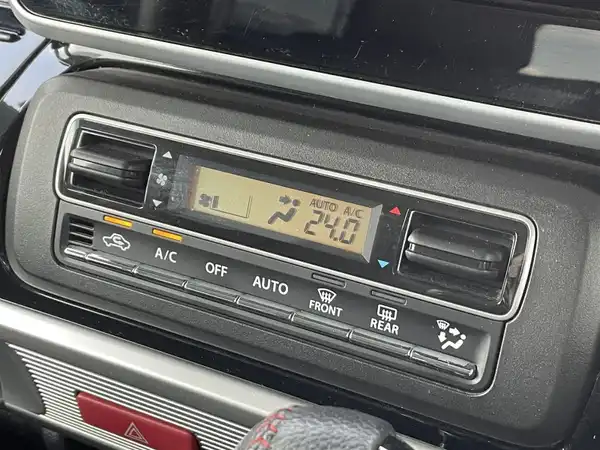 AUTO A/C
24.0
A/C
OFF
AUTO
FRONT
REAR